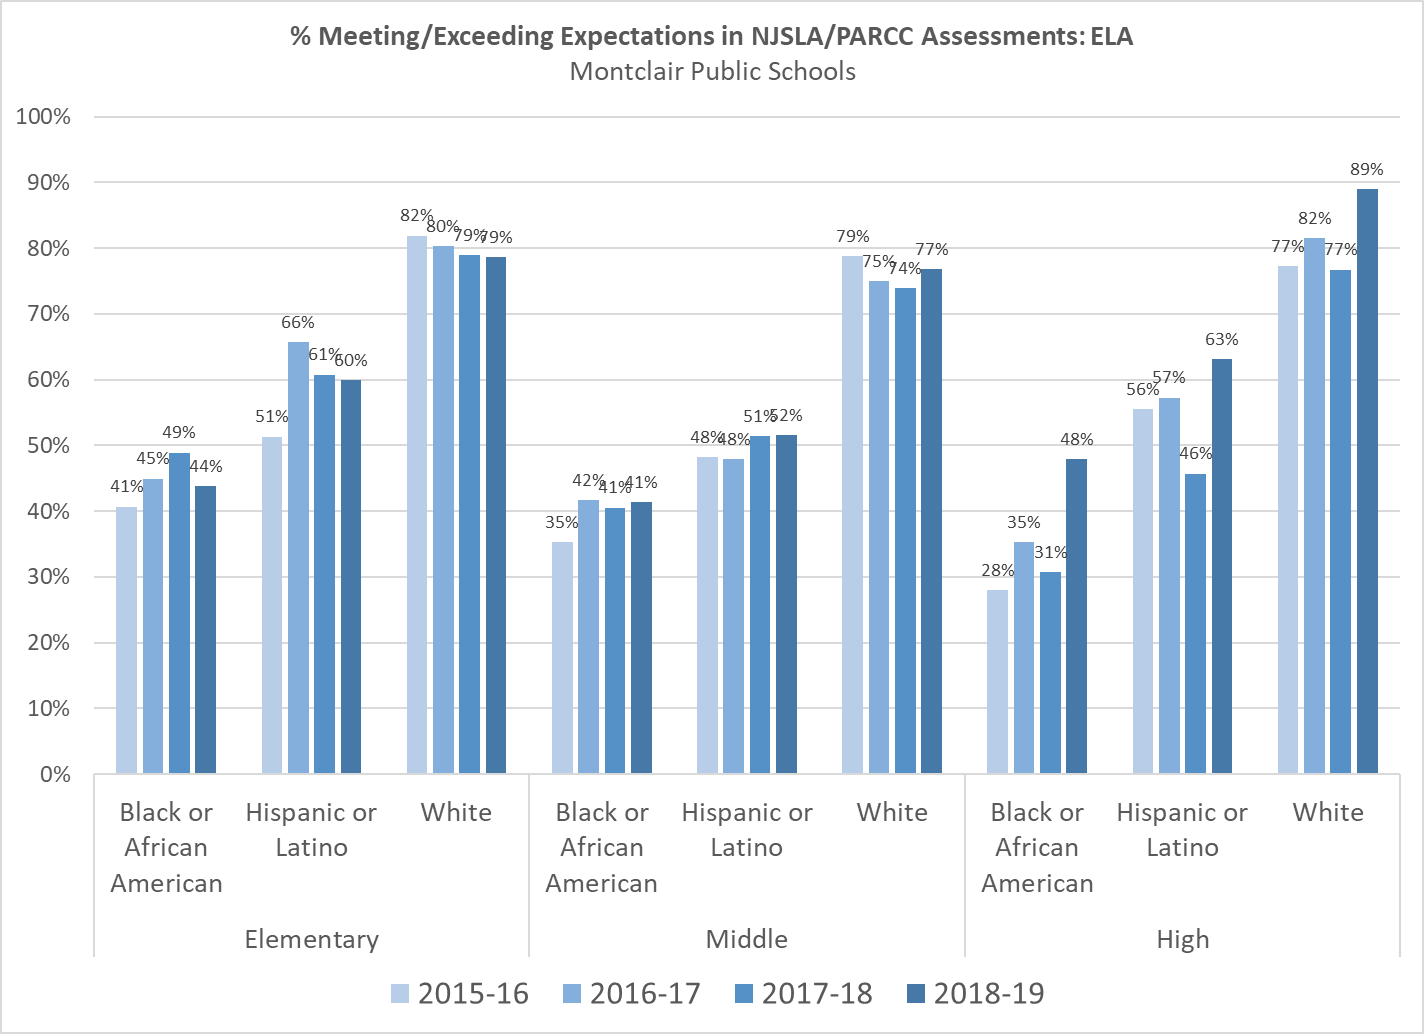 % Meeting/Exceeding Expectations in NJSLA/PARCC Assessments: ELA
Montclair Public Schools
100%
90%
80%
70%
60%
50%
40%
30%
20%
10%
0%
41% 45% 49% 44%
51% 66% 61% 60%
82% 80% 79% 79%
35% 42% 41% 41%
48% 48% 51% 52%
79% 75% 74% 77%
28% 35% 31% 48%
56% 57% 46% 63%
77% 82% 77% 89%
Black or
African
American
Hispanic or
Latino
White
Black or
African
American
Hispanic or
Latino
White
Black or
African
American
Hispanic or
Latino
White
Elementary
Middle
High
2015-16 2016-17 2017-18 2018-19